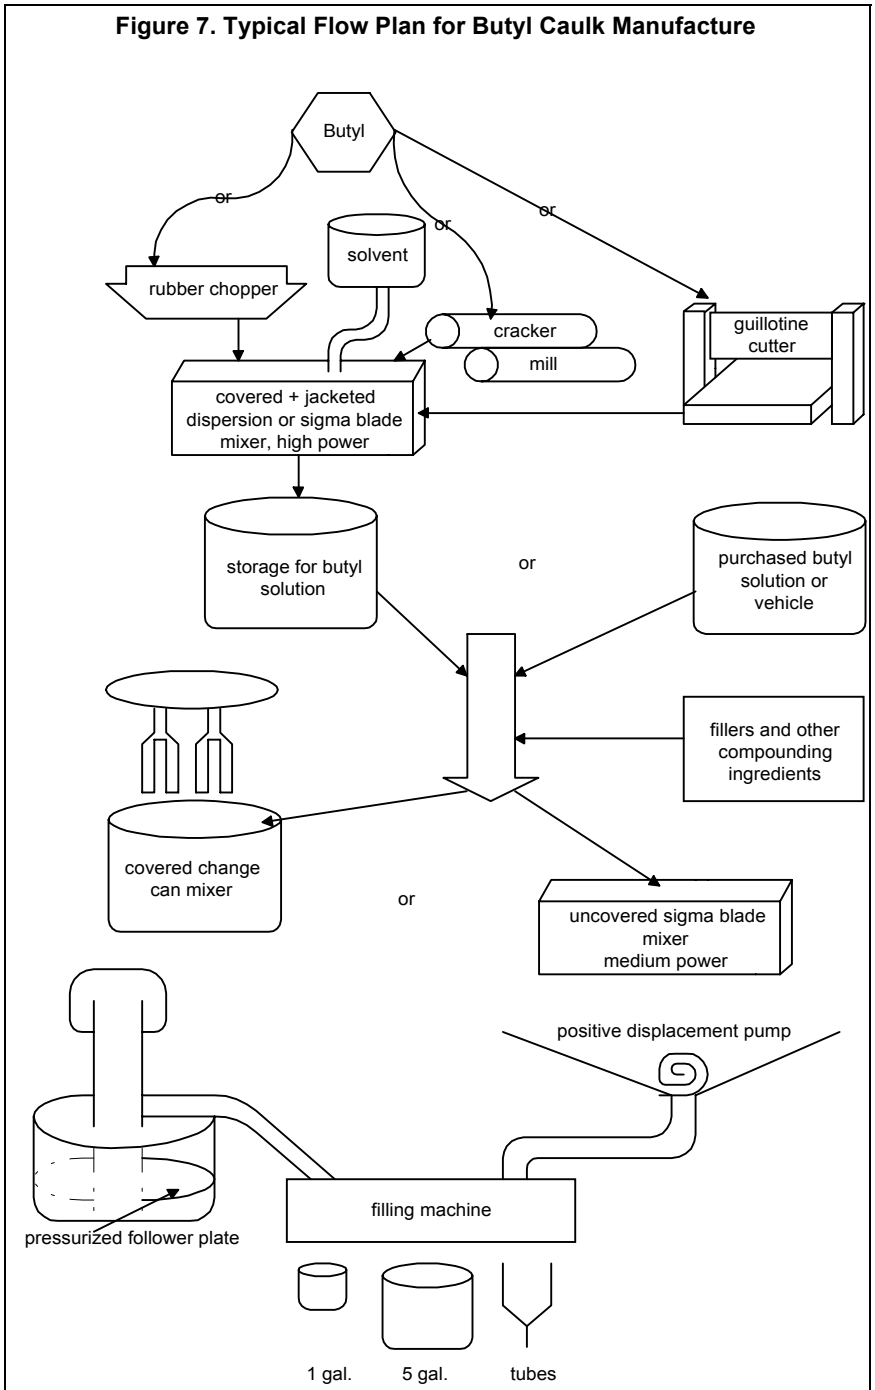 Figure 7. Typical Flow Plan for Butyl Caulk Manufacture
Butyl
or
or
or
solvent
rubber chopper
cracker
mill
guillotine
cutter
covered + jacketed
dispersion or sigma blade
mixer, high power
storage for butyl
solution
or
purchased butyl
solution or
vehicle
fillers and other
compounding
ingredients
covered change
can mixer
or
uncovered sigma blade
mixer
medium power
positive displacement pump
filling machine
pressurized follower plate
1 gal.
5 gal.
tubes